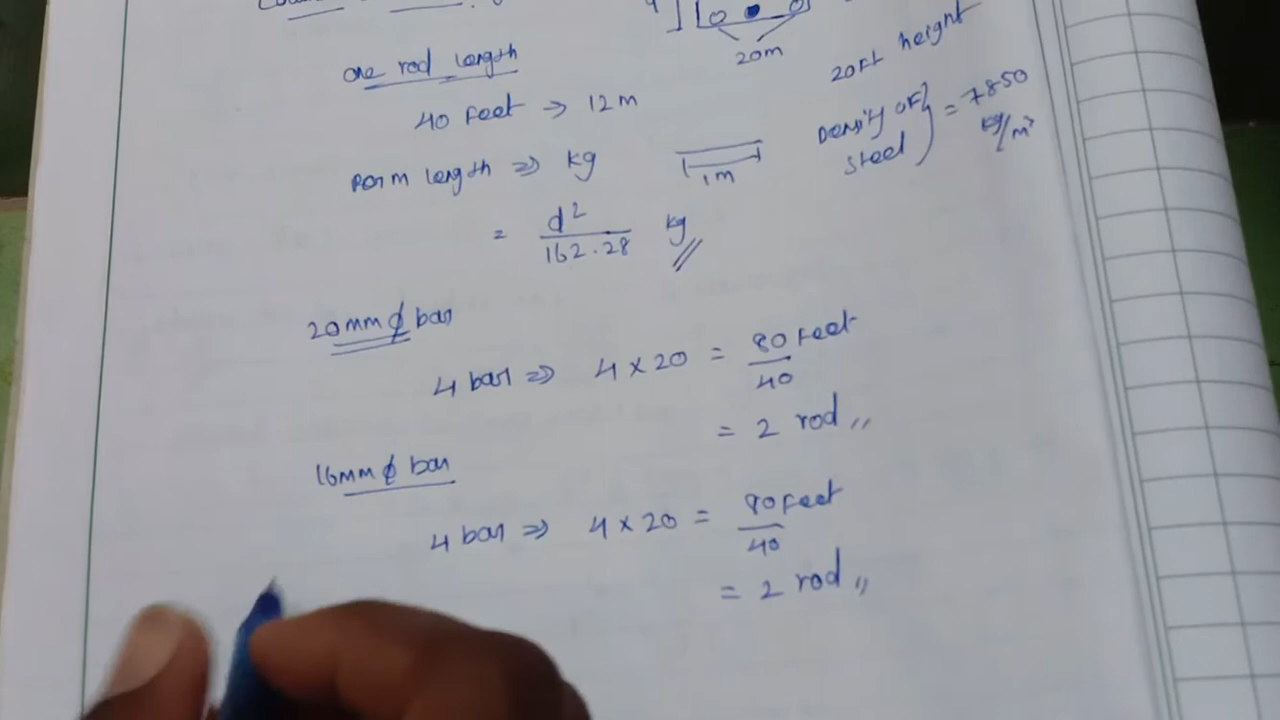 20m
20Ft height
one rod length
40 feet → 12m
Density of steel } = 7850 kg/m³
per m length ⇒ kg
1m
= d² / 162.28 kg
20mm ϕ bar
4 bar ⇒ 4 × 20 = 80 feet / 40
= 2 rod,,
16mm ϕ bar
4 bar ⇒ 4 × 20 = 80 feet / 40
= 2 rod,,